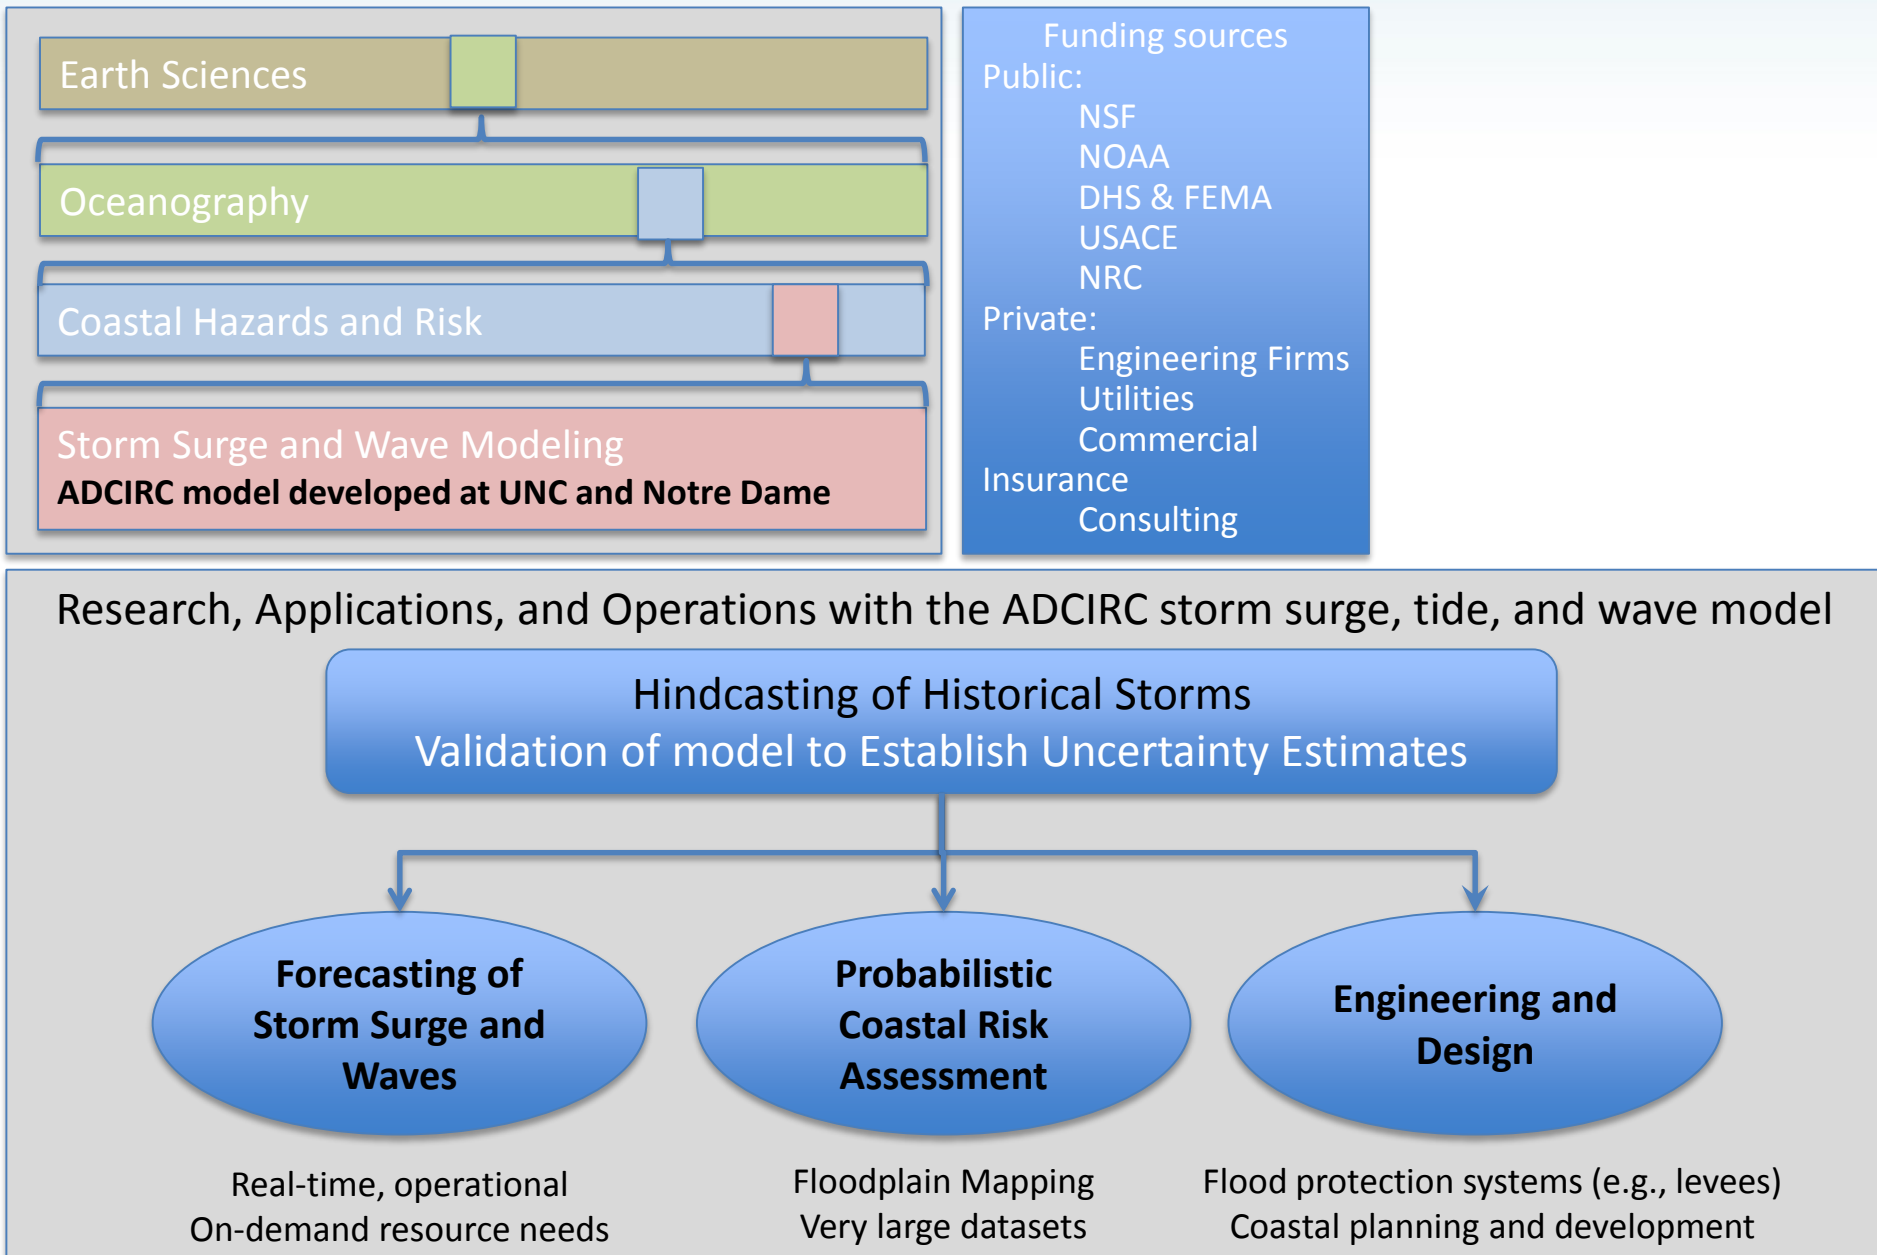 Earth Sciences
Oceanography
Coastal Hazards and Risk
Storm Surge and Wave Modeling
ADCIRC model developed at UNC and Notre Dame
Funding sources
Public:
NSF
NOAA
DHS & FEMA
USACE
NRC
Private:
Engineering Firms
Utilities
Commercial
Insurance
Consulting
Research, Applications, and Operations with the ADCIRC storm surge, tide, and wave model
Hindcasting of Historical Storms
Validation of model to Establish Uncertainty Estimates
Forecasting of
Storm Surge and
Waves
Probabilistic
Coastal Risk
Assessment
Engineering and
Design
Real-time, operational
On-demand resource needs
Floodplain Mapping
Very large datasets
Flood protection systems (e.g., levees)
Coastal planning and development